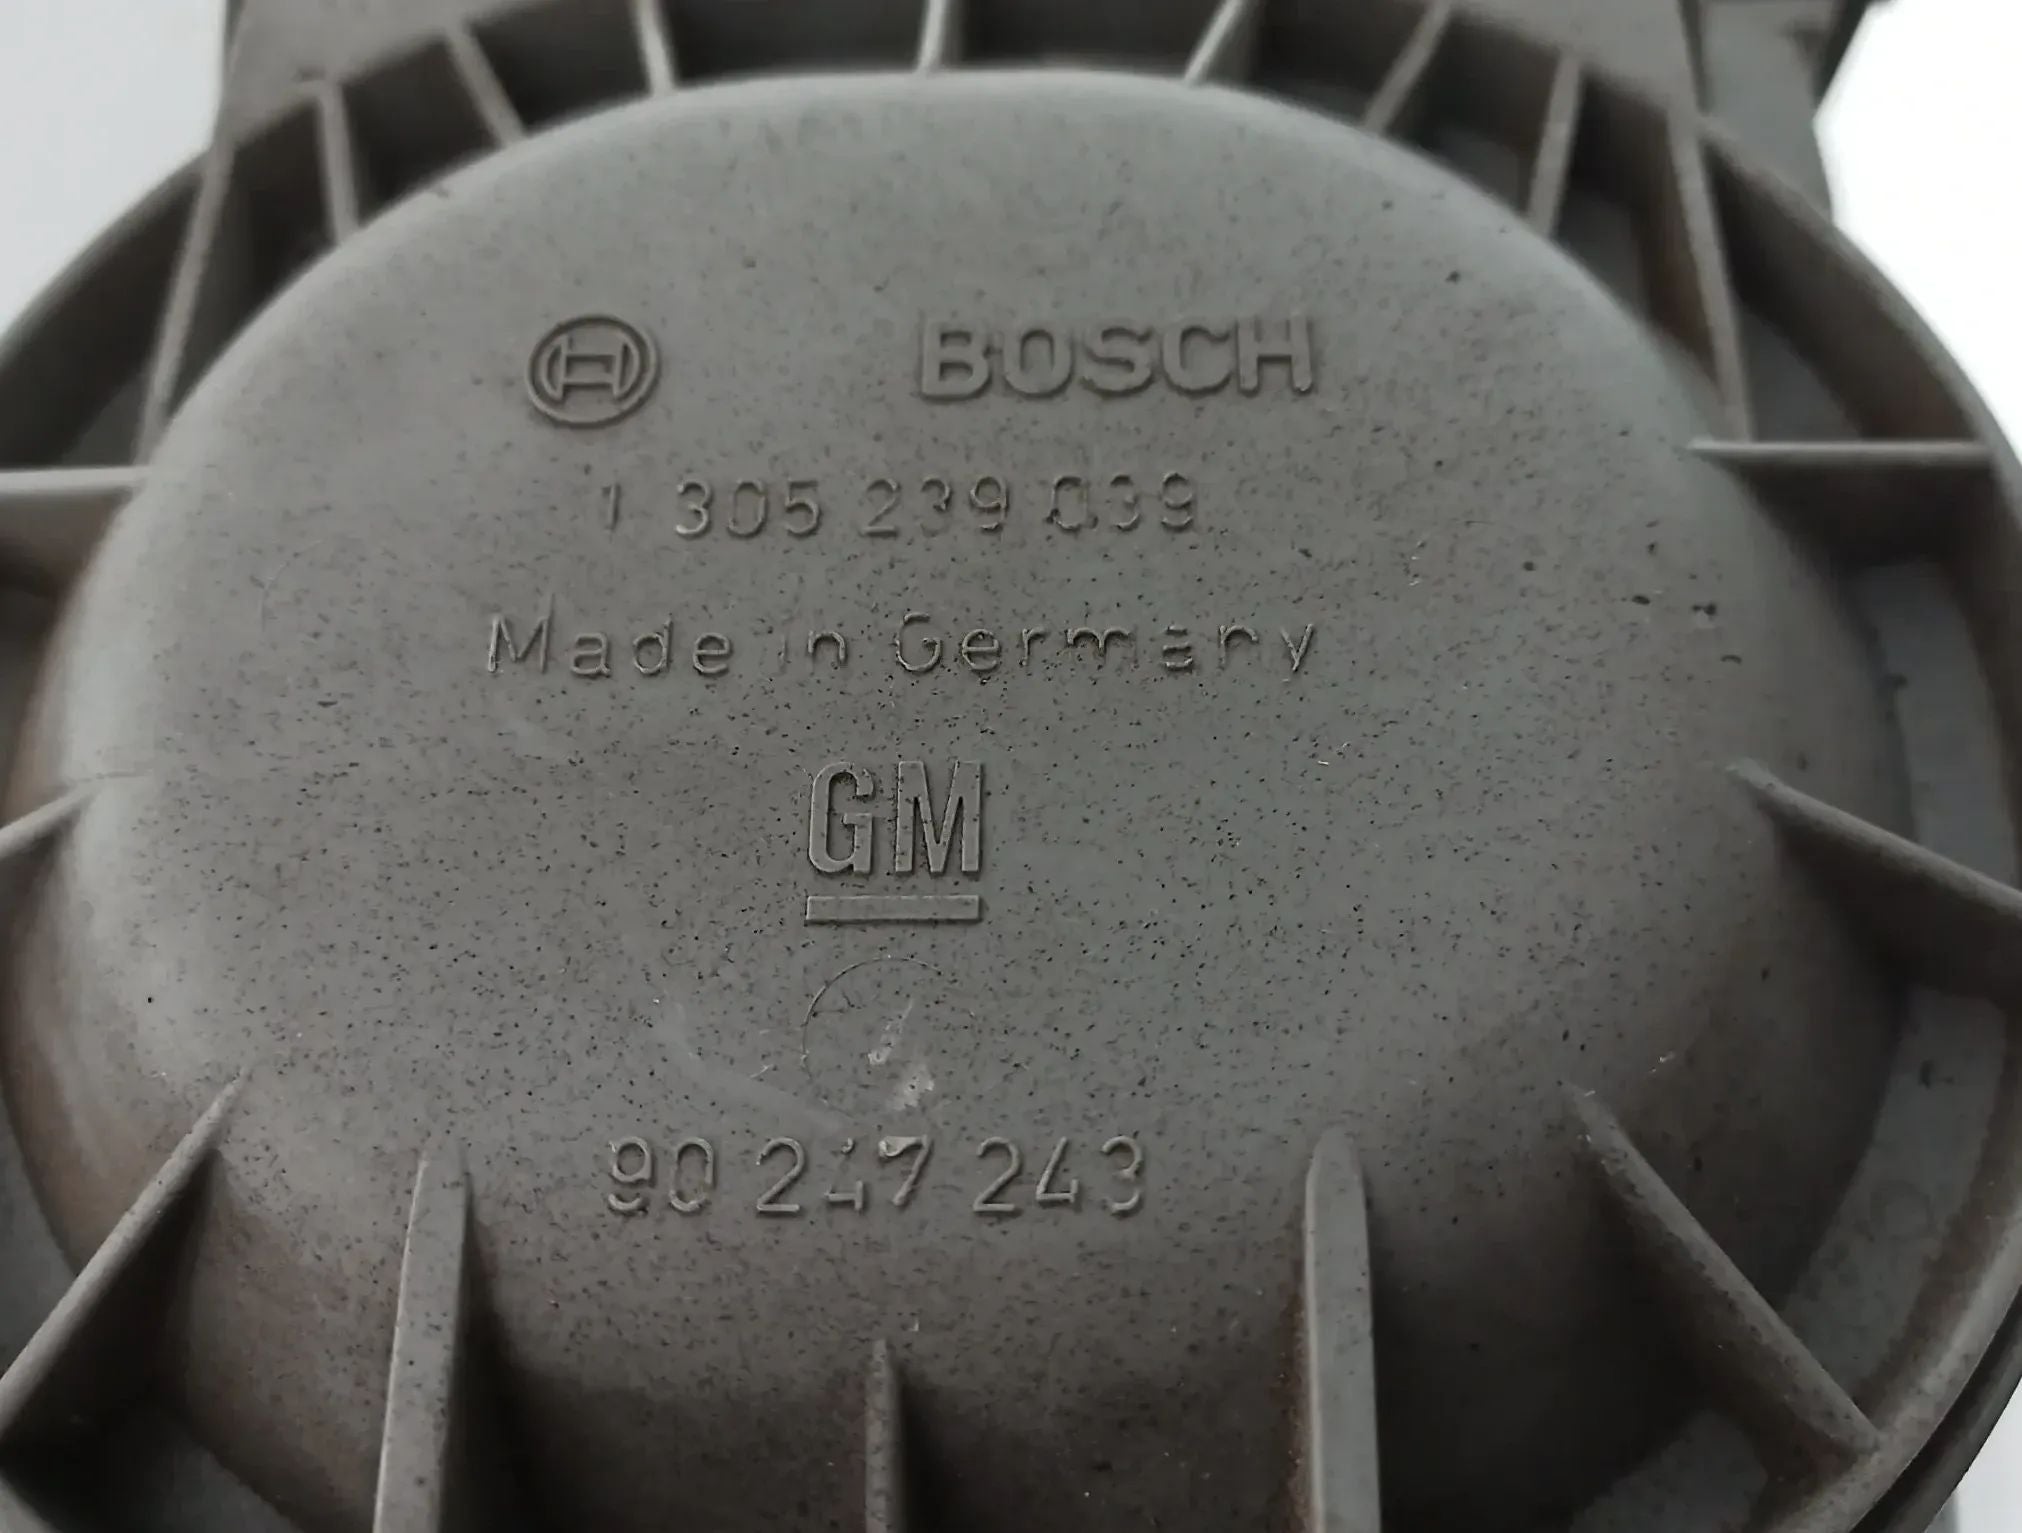 BOSCH
1 305 239 039
Made in Germany
GM
90 247 243